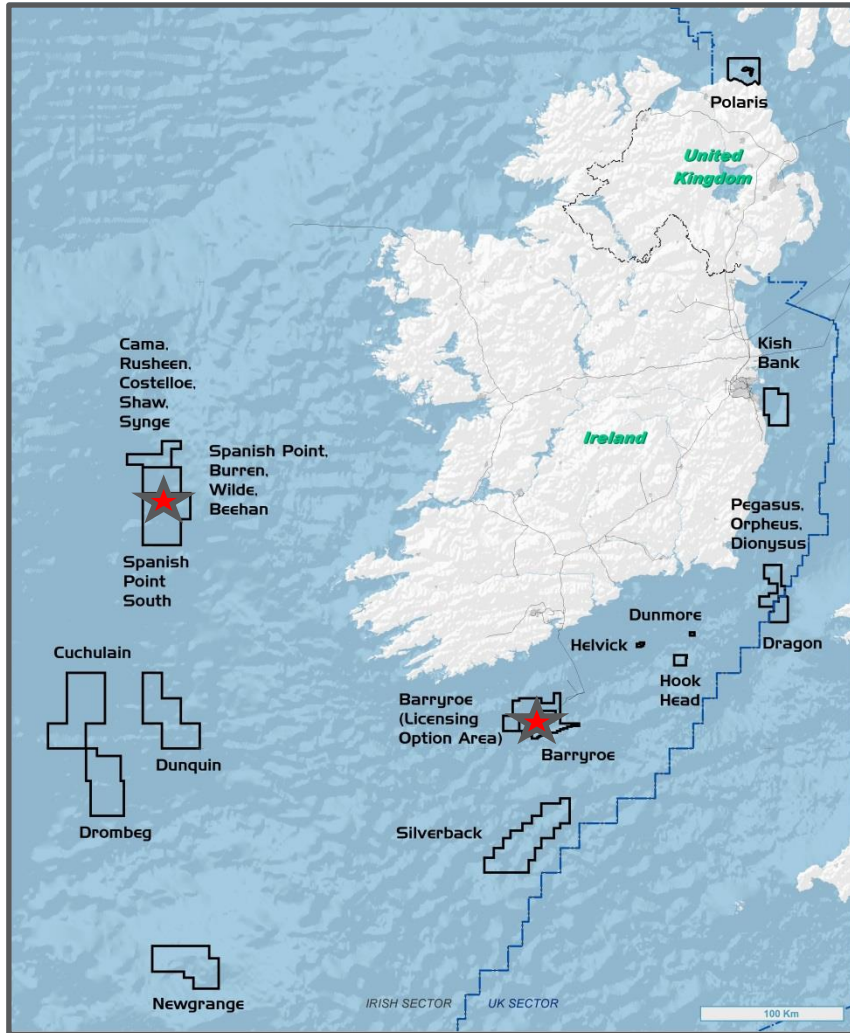 Polaris
United
Kingdom
Cama,
Rusheen,
Costelloe,
Shaw,
Synge
Kish
Bank
Ireland
Spanish Point,
Burren,
Wilde,
Beehan
Pegasus,
Orpheus,
Dionysus
Spanish
Point
South
Dunmore
Helvick
Dragon
Cuchulain
Hook
Head
Barryroe
(Licensing
Option Area)
Barryroe
Dunquin
Drombeg
Silverback
Newgrange
IRISH SECTOR
UK SECTOR
100 Km